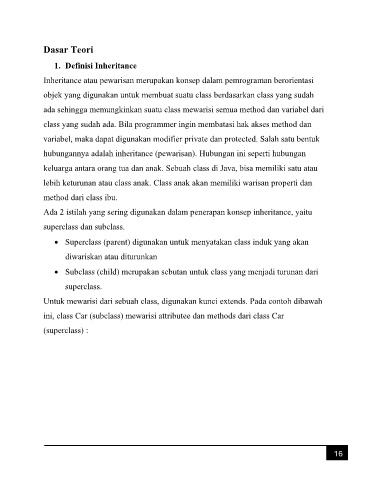 Dasar Teori
1. Definisi Inheritance
Inheritance atau pewarisan merupakan konsep dalam pemrograman berorientasi
objek yang digunakan untuk membuat suatu class berdasarkan class yang sudah
ada sehingga memungkinkan suatu class mewarisi semua method dan variabel dari
class yang sudah ada. Bila programmer ingin membatasi hak akses method dan
variabel, maka dapat digunakan modifier private dan protected. Salah satu bentuk
hubungannya adalah inheritance (pewarisan). Hubungan ini seperti hubungan
keluarga antara orang tua dan anak. Sebuah class di Java, bisa memiliki satu atau
lebih keturunan atau class anak. Class anak akan memiliki warisan properti dan
method dari class ibu.
Ada 2 istilah yang sering digunakan dalam penerapan konsep inheritance, yaitu
superclass dan subclass.
• Superclass (parent) digunakan untuk menyatakan class induk yang akan
diwariskan atau diturunkan
• Subclass (child) merupakan sebutan untuk class yang menjadi turunan dari
superclass.
Untuk mewarisi dari sebuah class, digunakan kunci extends. Pada contoh dibawah
ini, class Car (subclass) mewarisi attributee dan methods dari class Car
(superclass) :
16